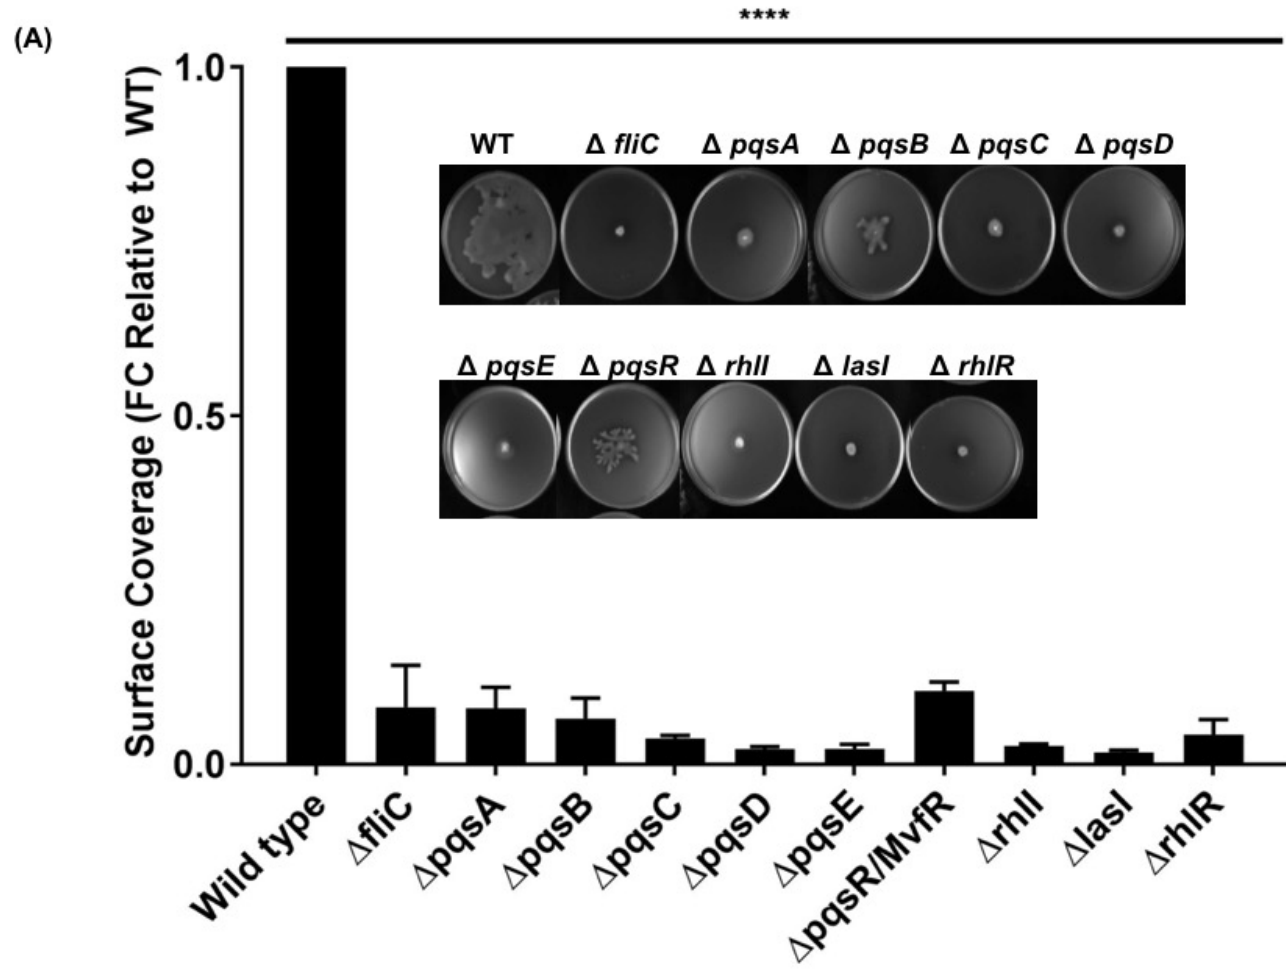 (A)
****
Surface Coverage (FC Relative to WT)
1.0
0.5
0.0
WT Δ fliC Δ pqsA Δ pqsB Δ pqsC Δ pqsD
Δ pqsE Δ pqsR Δ rhlI Δ lasI Δ rhlR
Wild type
ΔfliC
ΔpqsA
ΔpqsB
ΔpqsC
ΔpqsD
ΔpqsE
ΔpqsR/MvfR
ΔrhlI
ΔlasI
ΔrhlR